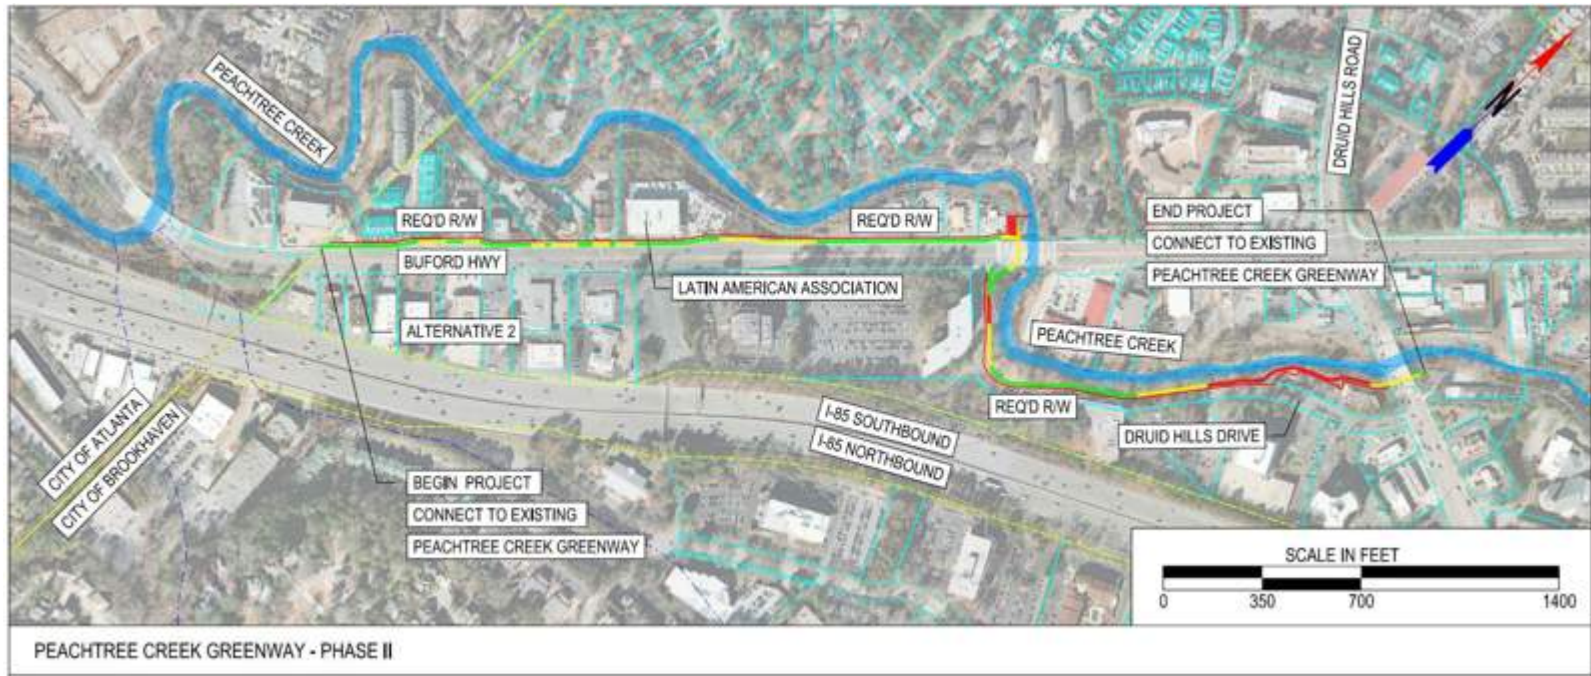 PEACHTREE CREEK
DRUID HILLS ROAD
N
REQ'D R/W
REQ'D R/W
END PROJECT
CONNECT TO EXISTING
PEACHTREE CREEK GREENWAY
BUFORD HWY
LATIN AMERICAN ASSOCIATION
ALTERNATIVE 2
PEACHTREE CREEK
REQ'D R/W
I-85 SOUTHBOUND
I-85 NORTHBOUND
DRUID HILLS DRIVE
CITY OF ATLANTA
CITY OF BROOKHAVEN
BEGIN PROJECT
CONNECT TO EXISTING
PEACHTREE CREEK GREENWAY
SCALE IN FEET
0 350 700 1400
PEACHTREE CREEK GREENWAY - PHASE II